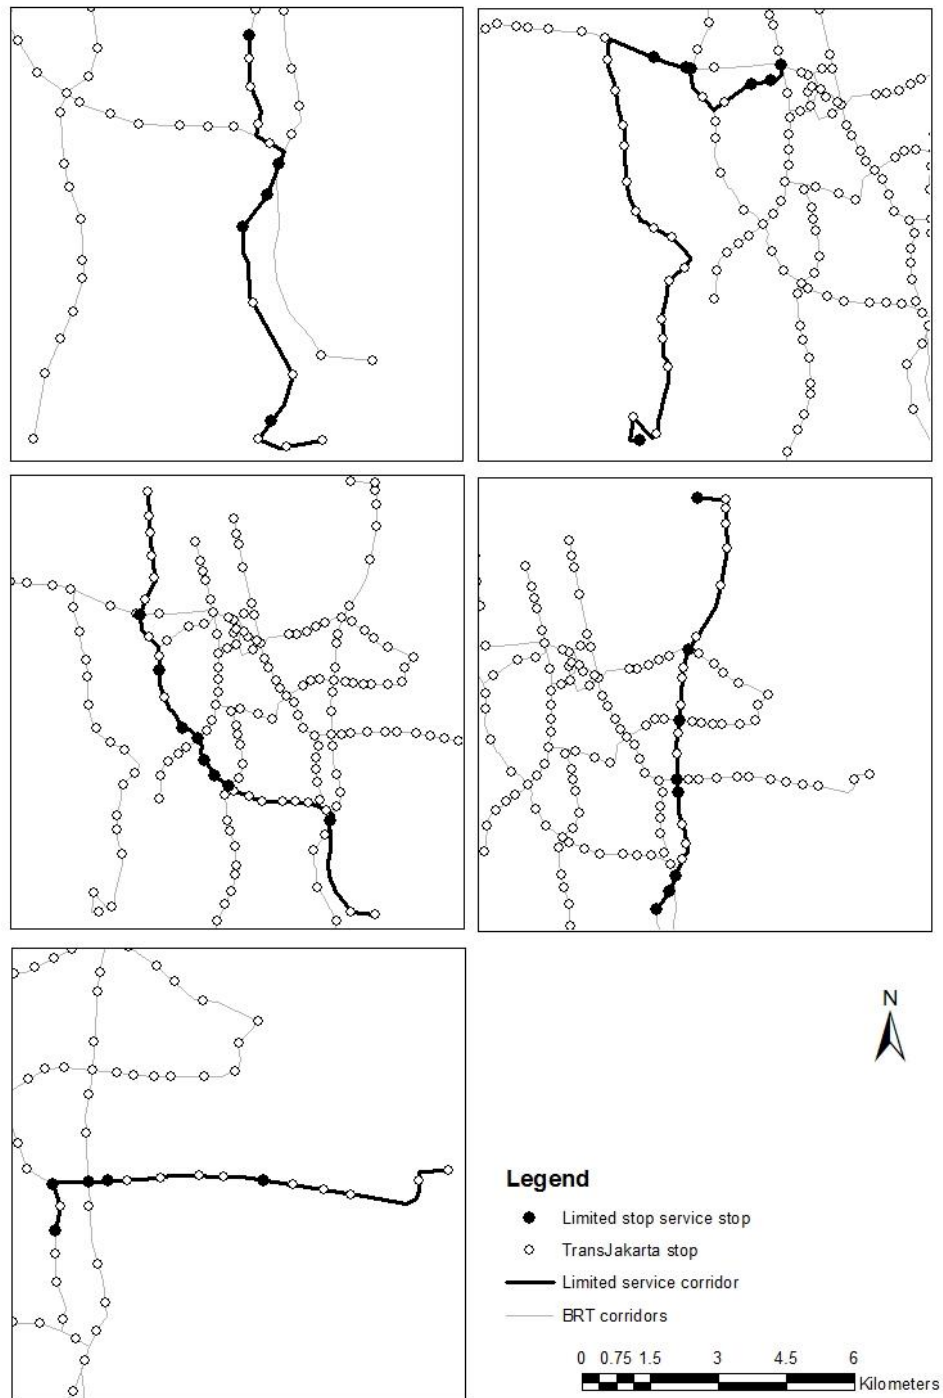 N
Legend
Limited stop service stop
TransJakarta stop
Limited service corridor
BRT corridors
0 0.75 1.5 3 4.5 6
Kilometers